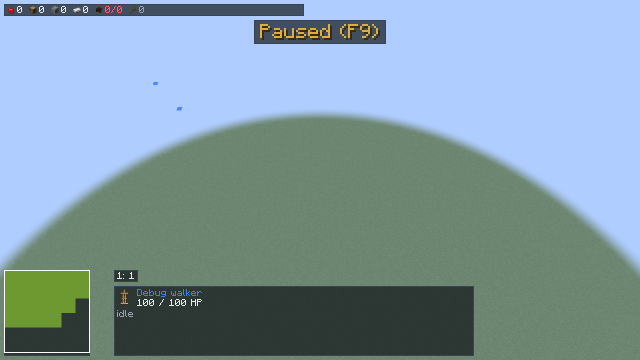 0 0 0 0 0/0 0
Paused (F9)
1: 1
Debug walker
100 / 100 HP
idle